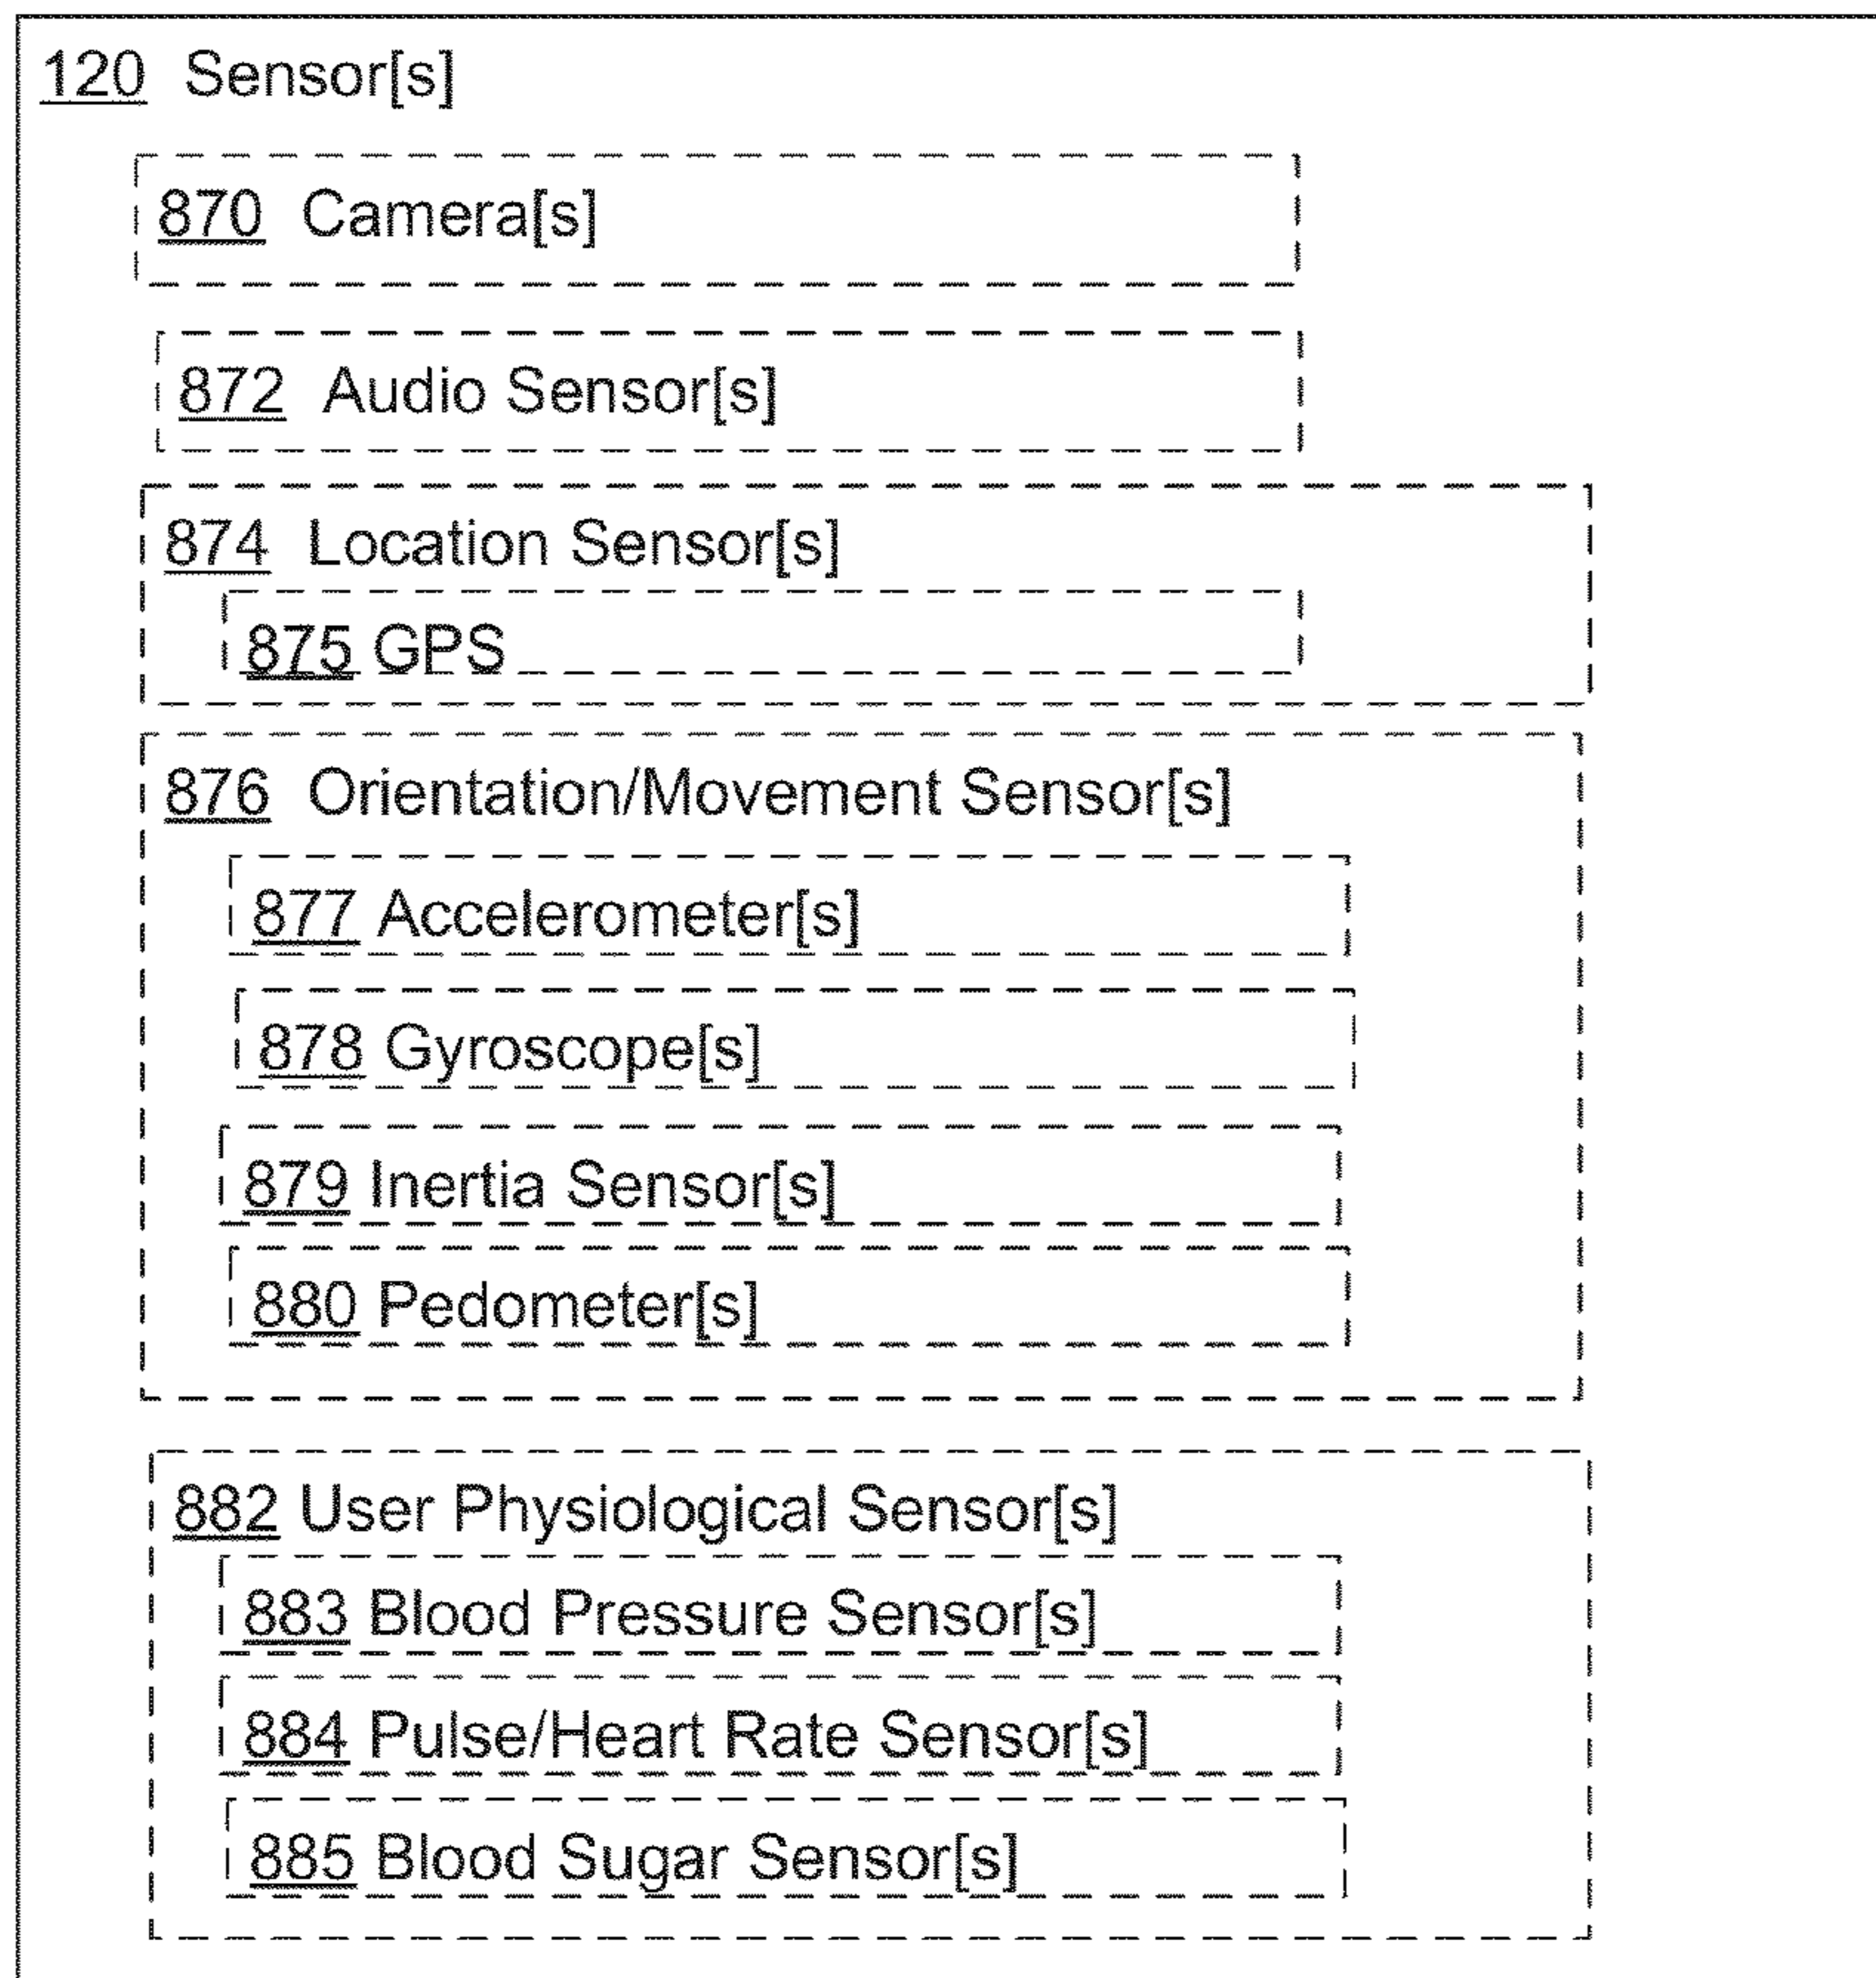 120 Sensor[s]
870 Camera[s]
872 Audio Sensor[s]
874 Location Sensor[s]
875 GPS
876 Orientation/Movement Sensor[s]
877 Accelerometer[s]
878 Gyroscope[s]
879 Inertia Sensor[s]
880 Pedometer[s]
882 User Physiological Sensor[s]
883 Blood Pressure Sensor[s]
884 Pulse/Heart Rate Sensor[s]
885 Blood Sugar Sensor[s]